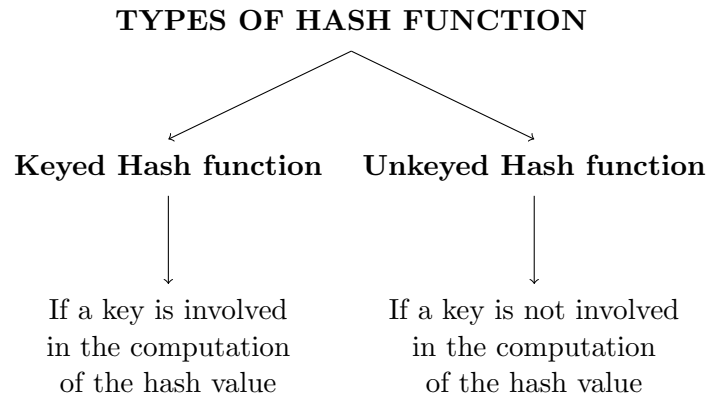 TYPES OF HASH FUNCTION
Keyed Hash function
Unkeyed Hash function
If a key is involved
in the computation
of the hash value
If a key is not involved
in the computation
of the hash value